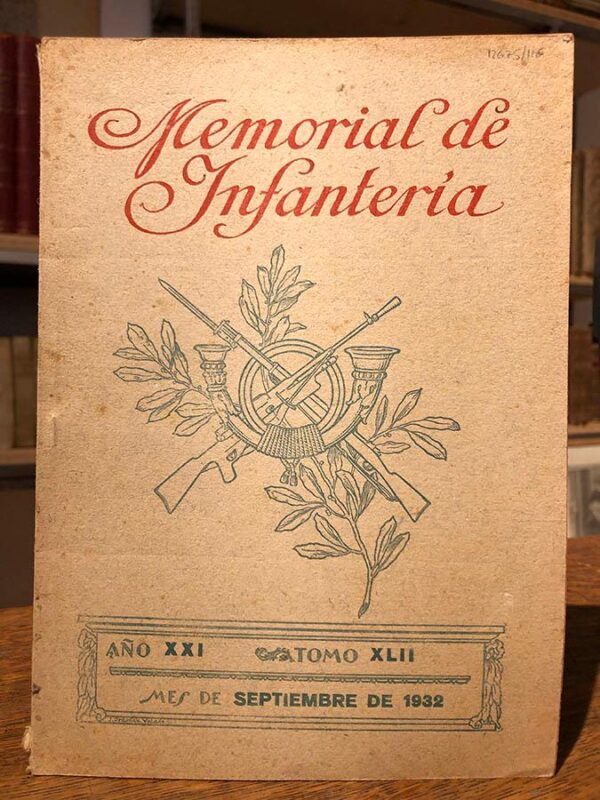 Memorial de
Infantería
AÑO XXI TOMO XLII
MES DE SEPTIEMBRE DE 1932